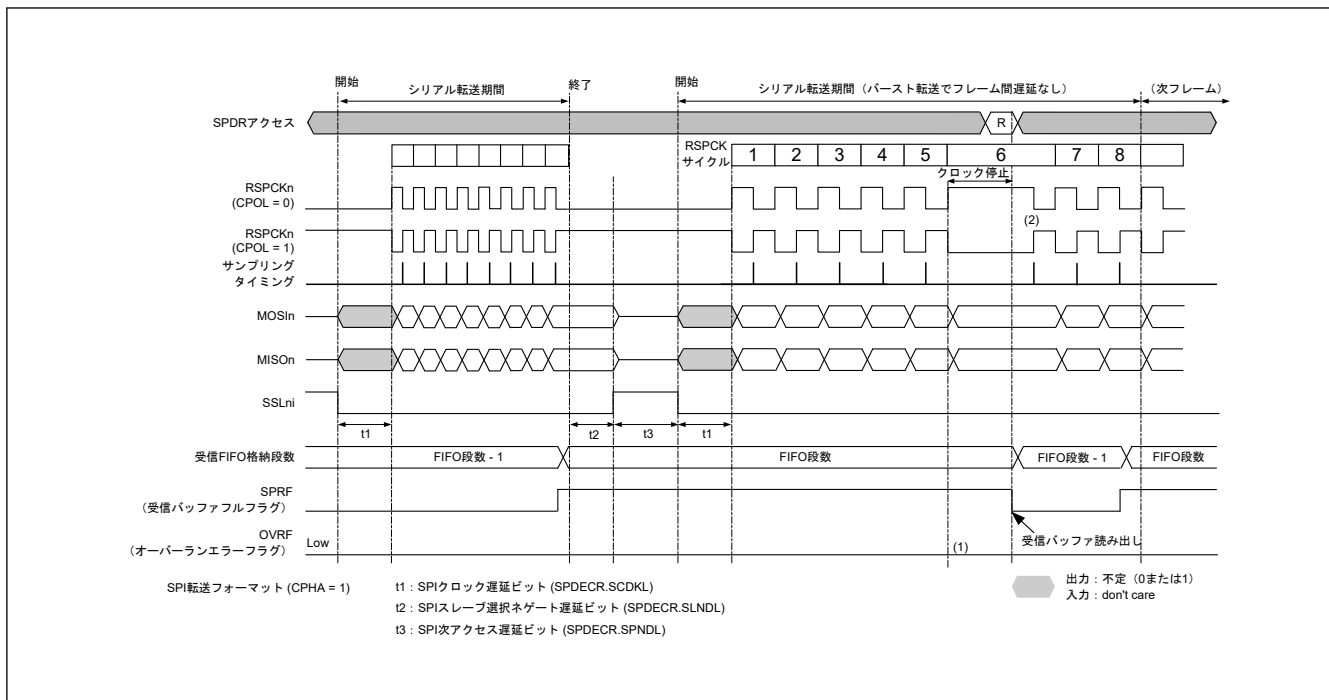 開始
シリアル転送期間
終了
開始
シリアル転送期間（バースト転送でフレーム間遅延なし）
（次フレーム）
SPDRアクセス
R
RSPCK
サイクル
1 2 3 4 5 6 7 8
クロック停止
RSPCKn
(CPOL = 0)
(2)
RSPCKn
(CPOL = 1)
サンプリング
タイミング
MOSIn
MISOn
SSLni
t1 t2 t3 t1
受信FIFO格納段数
FIFO段数 - 1
FIFO段数
FIFO段数 - 1
FIFO段数
SPRF
（受信バッファフルフラグ）
受信バッファ読み出し
OVRF
（オーバーランエラーフラグ）
Low
(1)
SPI転送フォーマット (CPHA = 1)
t1：SPIクロック遅延ビット (SPDECR.SCDKL)
t2：SPIスレーブ選択ネゲート遅延ビット (SPDECR.SLNDL)
t3：SPI次アクセス遅延ビット (SPDECR.SPNDL)
出力：不定（0または1）
入力：don't care